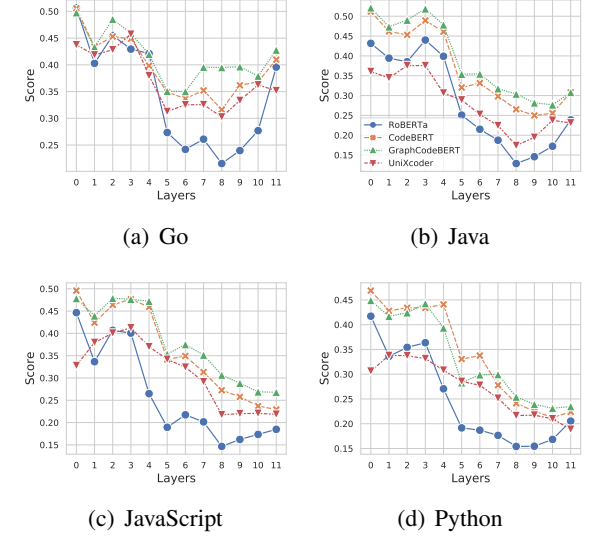 0.50
0.45
0.40
0.35
0.30
0.25
Score
0 1 2 3 4 5 6 7 8 9 10 11
Layers
(a) Go
0.50
0.45
0.40
0.35
0.30
0.25
0.20
0.15
Score
RoBERTa
CodeBERT
GraphCodeBERT
UniXcoder
0 1 2 3 4 5 6 7 8 9 10 11
Layers
(b) Java
0.50
0.45
0.40
0.35
0.30
0.25
0.20
0.15
Score
0 1 2 3 4 5 6 7 8 9 10 11
Layers
(c) JavaScript
0.45
0.40
0.35
0.30
0.25
0.20
0.15
Score
0 1 2 3 4 5 6 7 8 9 10 11
Layers
(d) Python